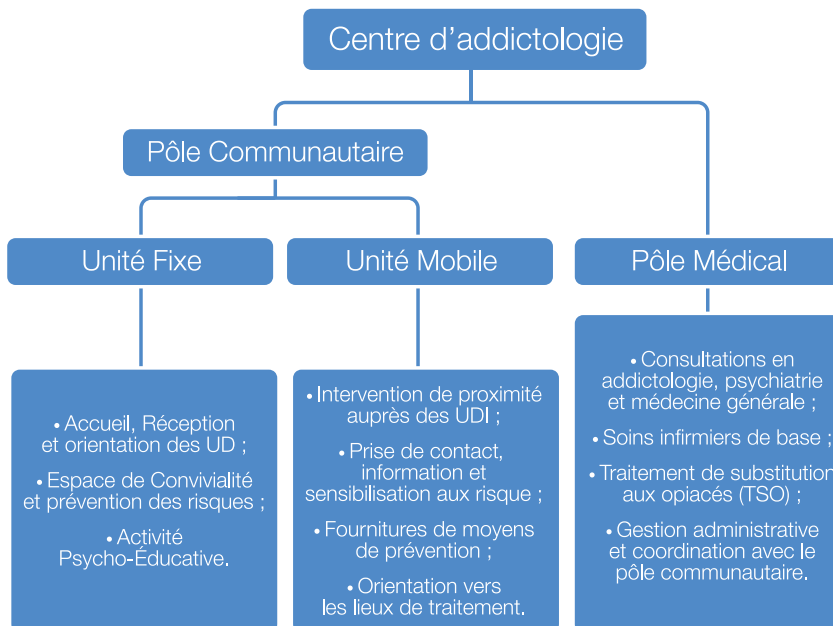 Centre d'addictologie
Pôle Communautaire
Unité Fixe
Unité Mobile
Pôle Médical
• Accueil, Réception
et orientation des UD ;
• Espace de Convivialité
et prévention des risques ;
• Activité
Psycho-Éducative.
• Intervention de proximité
auprès des UDI ;
• Prise de contact,
information et
sensibilisation aux risque ;
• Fournitures de moyens
de prévention ;
• Orientation vers
les lieux de traitement.
• Consultations en
addictologie, psychiatrie
et médecine générale ;
• Soins infirmiers de base ;
• Traitement de substitution
aux opiacés (TSO) ;
• Gestion administrative
et coordination avec le
pôle communautaire.